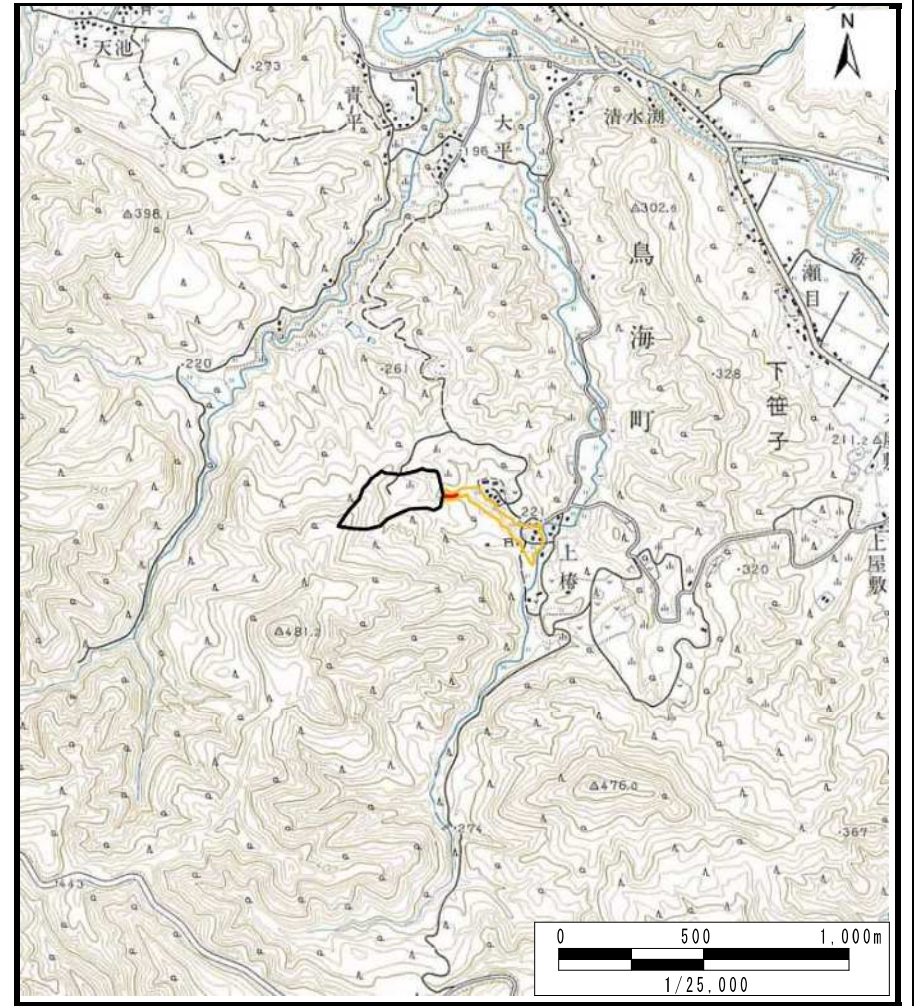 N
天池
・273
青平
大平
196
清水渕
△398.1
△302.6
鳥海町
瀬目
・220
・261
・328
下笹子
211.2
221
上椿
・320
上屋敷
△481.2
△476.0
・274
・367
443
0 500 1,000m
1/25,000